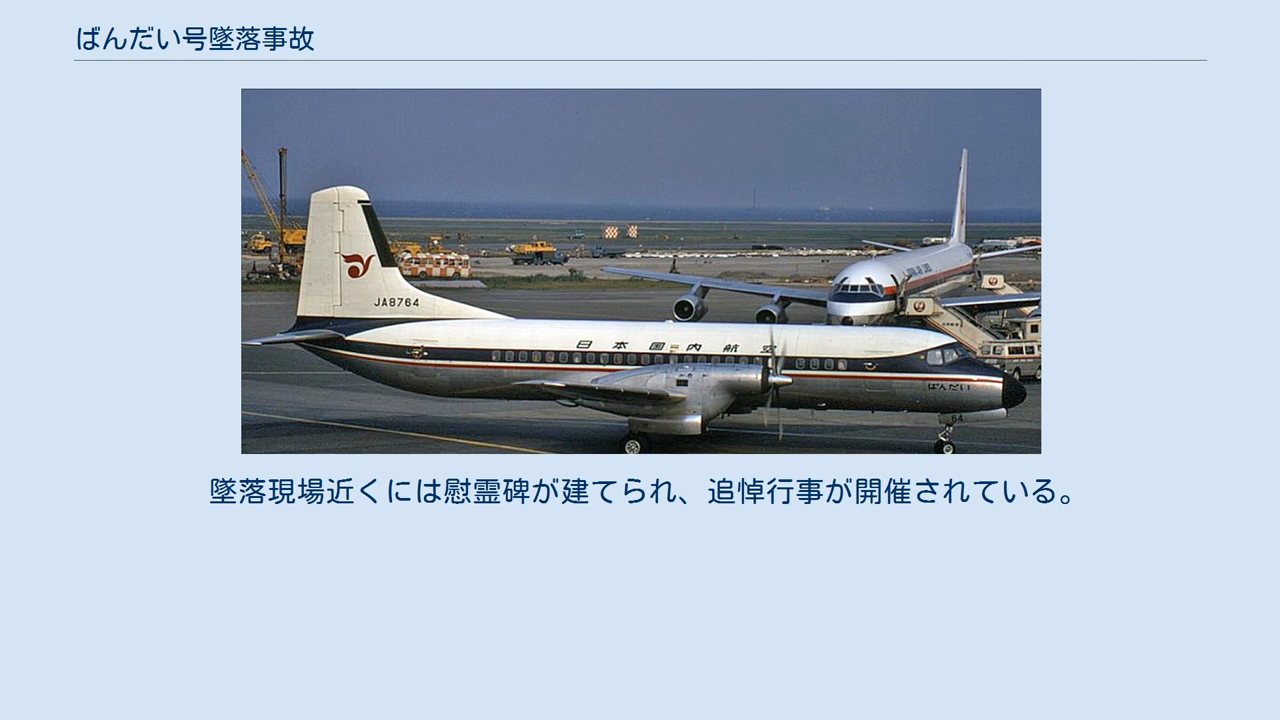 ばんだい号墜落事故
JA8764
日本国内航空
ばんだい
64
墜落現場近くには慰霊碑が建てられ、追悼行事が開催されている。